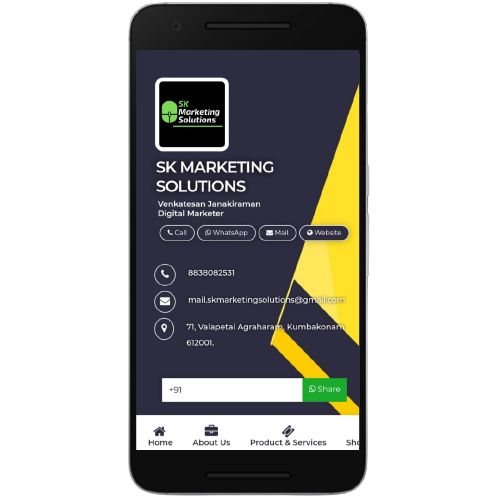 SK
Marketing
Solutions
SK MARKETING
SOLUTIONS
Venkatesan Janakiraman
Digital Marketer
Call WhatsApp Mail Website
8838082531
mail.skmarketingsolutions@gmail.com
71, Valapetai Agraharam, Kumbakonam
612001.
+91 Share
Home About Us Product & Services Sho